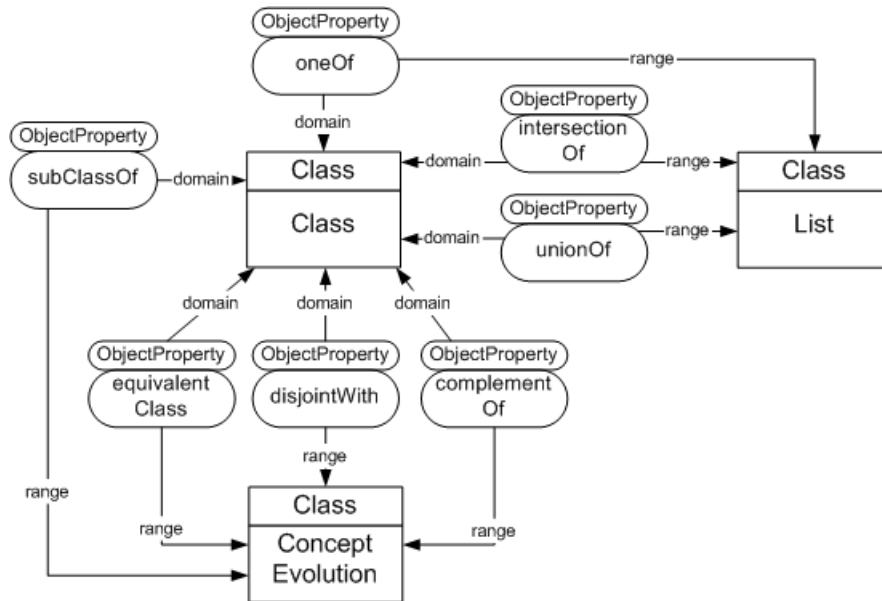 ObjectProperty
oneOf
range
domain
ObjectProperty
subClassOf
domain
Class
Class
ObjectProperty
intersection
Of
domain
range
Class
List
ObjectProperty
unionOf
domain
range
domain
domain
domain
ObjectProperty
equivalent
Class
ObjectProperty
disjointWith
ObjectProperty
complement
Of
range
range
range
range
Class
Concept
Evolution